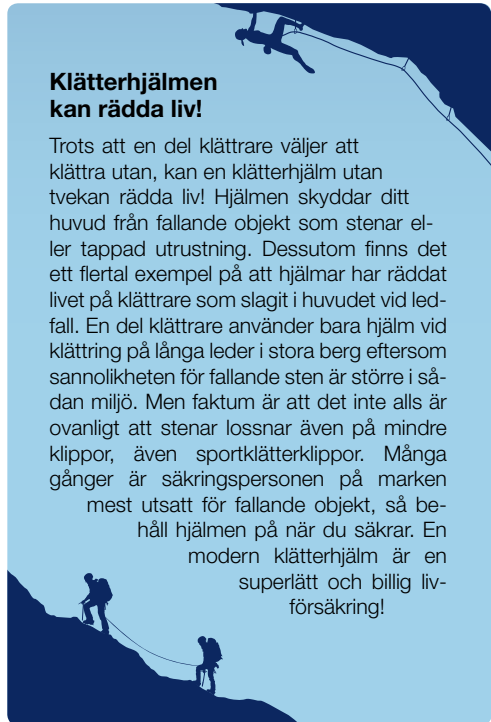 Klätterhjälmen
kan rädda liv!
Trots att en del klättrare väljer att
klättra utan, kan en klätterhjälm utan
tvekan rädda liv! Hjälmen skyddar ditt
huvud från fallande objekt som stenar el-
ler tappad utrustning. Dessutom finns det
ett flertal exempel på att hjälmar har räddat
livet på klättrare som slagit i huvudet vid led-
fall. En del klättrare använder bara hjälm vid
klättring på långa leder i stora berg eftersom
sannolikheten för fallande sten är större i så-
dan miljö. Men faktum är att det inte alls är
ovanligt att stenar lossnar även på mindre
klippor, även sportklätterklippor. Många
gånger är säkringspersonen på marken
mest utsatt för fallande objekt, så be-
håll hjälmen på när du säkrar. En
modern klätterhjälm är en
superlätt och billig liv-
försäkring!